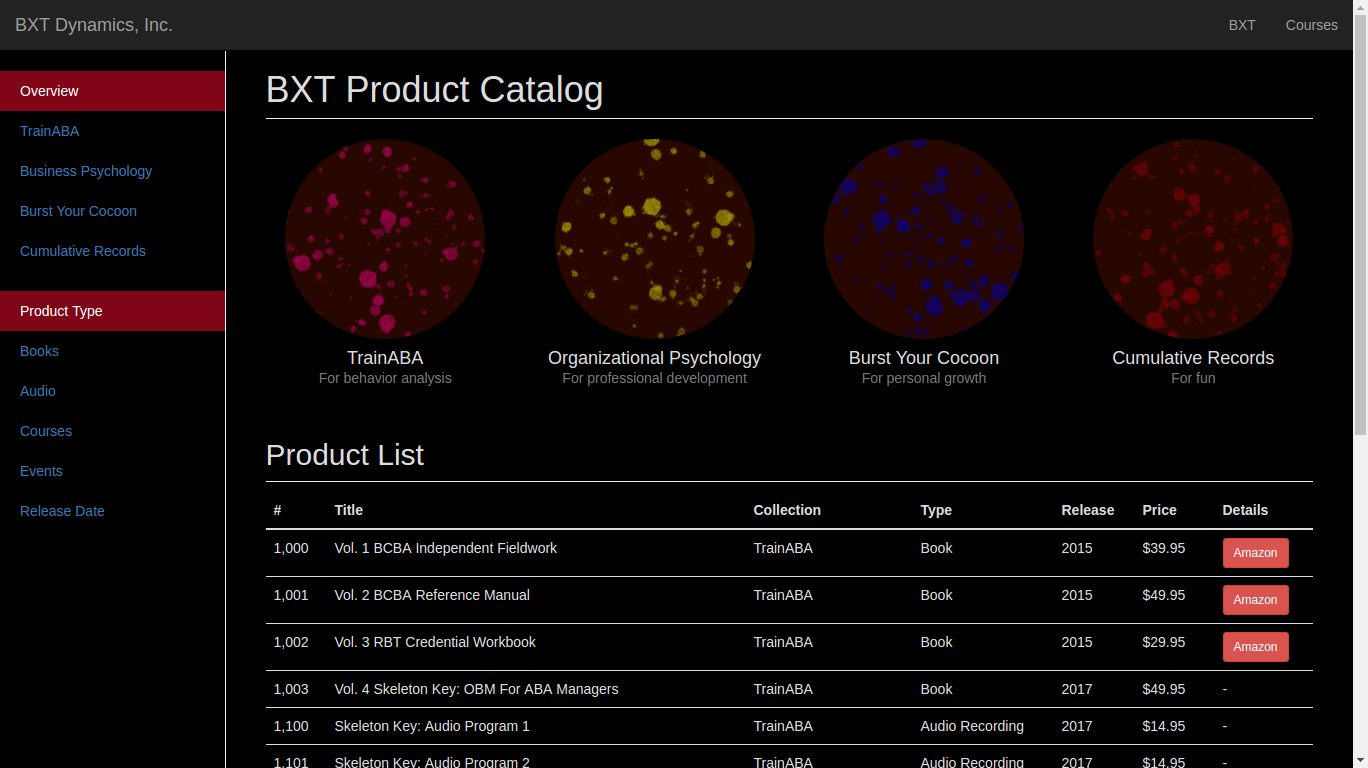 BXT Dynamics, Inc. BXT Courses
Overview
TrainABA
Business Psychology
Burst Your Cocoon
Cumulative Records
Product Type
Books
Audio
Courses
Events
Release Date
BXT Product Catalog
TrainABA
For behavior analysis
Organizational Psychology
For professional development
Burst Your Cocoon
For personal growth
Cumulative Records
For fun
Product List
# Title Collection Type Release Price Details
1,000 Vol. 1 BCBA Independent Fieldwork TrainABA Book 2015 $39.95 Amazon
1,001 Vol. 2 BCBA Reference Manual TrainABA Book 2015 $49.95 Amazon
1,002 Vol. 3 RBT Credential Workbook TrainABA Book 2015 $29.95 Amazon
1,003 Vol. 4 Skeleton Key: OBM For ABA Managers TrainABA Book 2017 $49.95 -
1,100 Skeleton Key: Audio Program 1 TrainABA Audio Recording 2017 $14.95 -
1,101 Skeleton Key: Audio Program 2 TrainABA Audio Recording 2017 $14.95 -